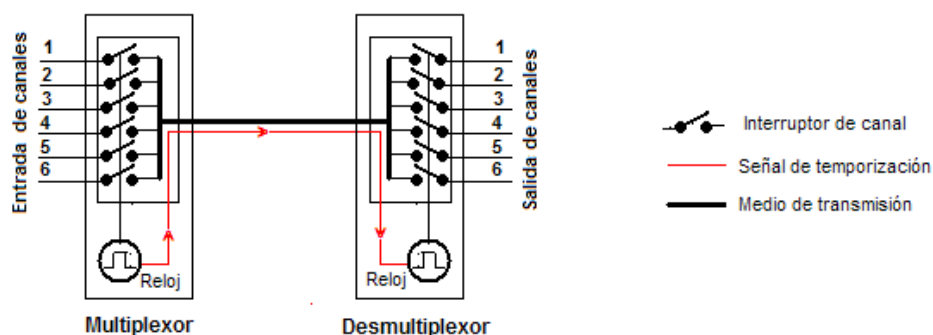 Entrada de canales
1
2
3
4
5
6
Reloj
Multiplexor
1
2
3
4
5
6
Salida de canales
Reloj
Desmultiplexor
Interruptor de canal
Señal de temporización
Medio de transmisión